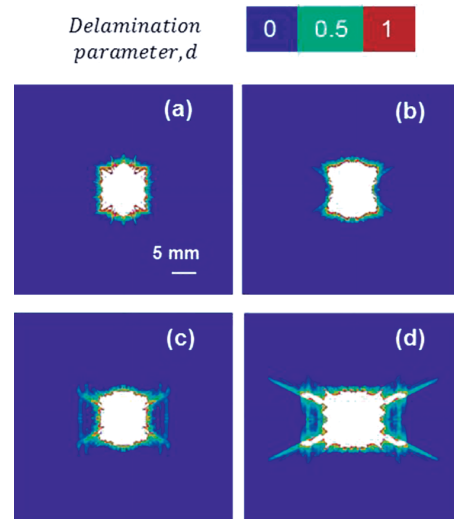 Delamination
parameter,d
0 0.5 1
(a)
(b)
5 mm
(c)
(d)